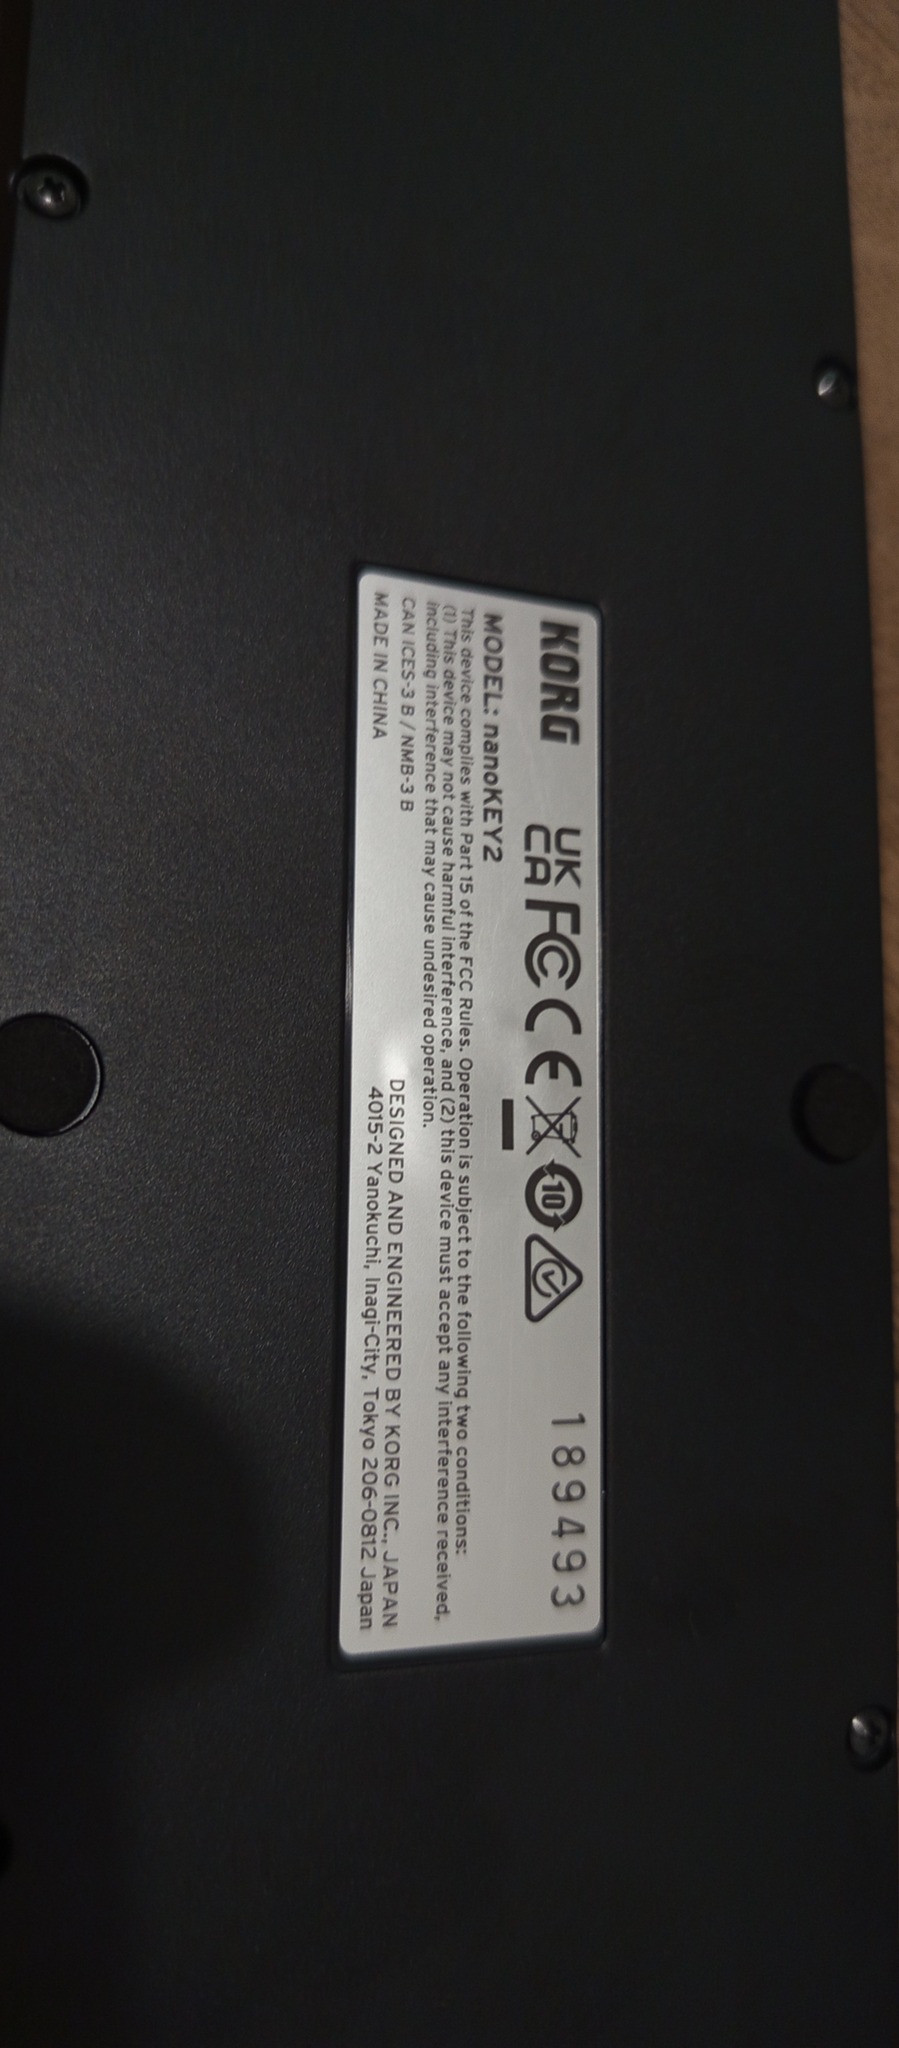 KORG UK CA FC CE 10 189493
MODEL: nanoKEY2
This device complies with Part 15 of the FCC Rules. Operation is subject to the following two conditions:
(1) This device may not cause harmful interference, and (2) this device must accept any interference received,
including interference that may cause undesired operation.
CAN ICES-3 B / NMB-3 B
DESIGNED AND ENGINEERED BY KORG INC., JAPAN
MADE IN CHINA
4015-2 Yanokuchi, Inagi-City, Tokyo 206-0812 Japan